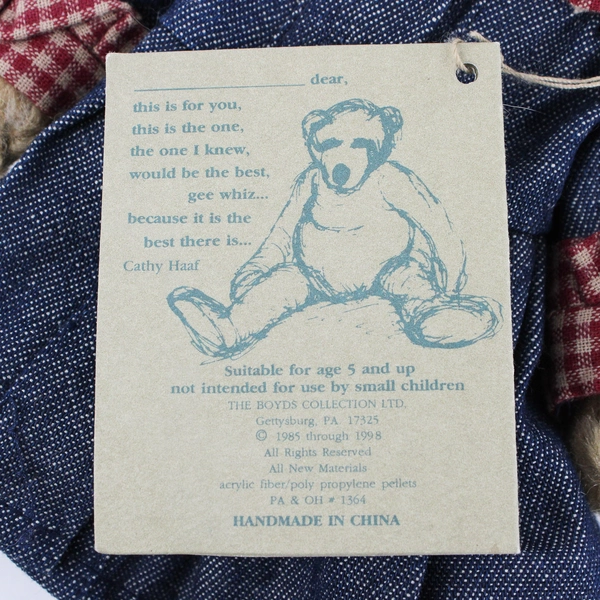 ______________________ dear,
this is for you,
this is the one,
the one I knew,
would be the best,
gee whiz...
because it is the
best there is...
Cathy Haaf
Suitable for age 5 and up
not intended for use by small children
THE BOYDS COLLECTION LTD.
Gettysburg, PA 17325
© 1985 through 1998
All Rights Reserved
All New Materials
acrylic fiber/poly propylene pellets
PA & OH # 1364
HANDMADE IN CHINA